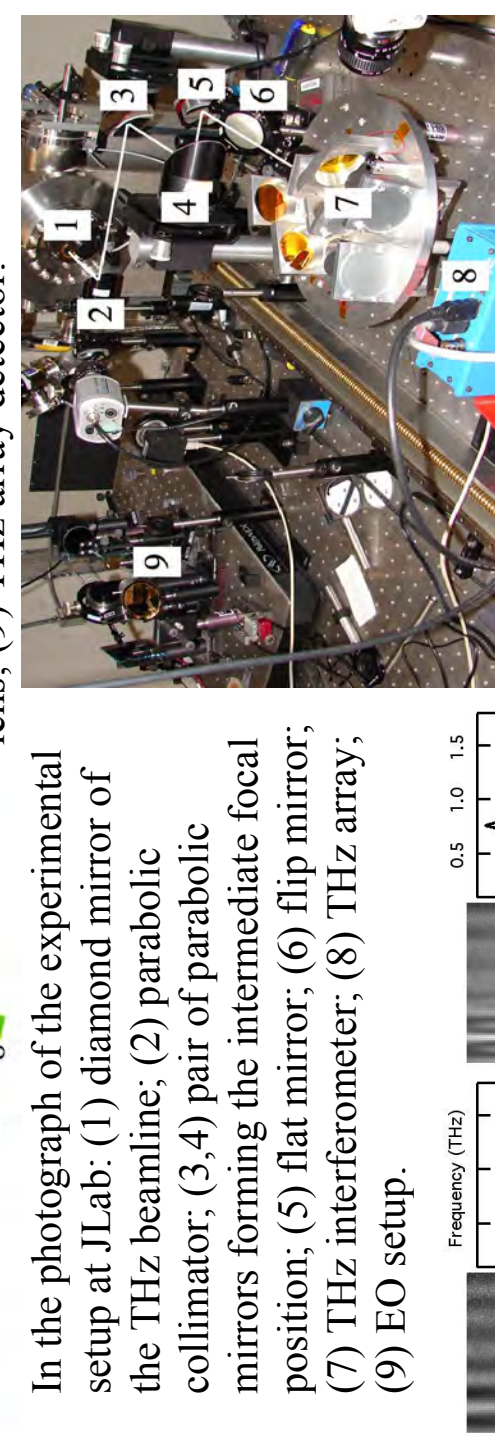 lens; (9) THz array detector.
In the photograph of the experimental
setup at JLab: (1) diamond mirror of
the THz beamline; (2) parabolic
collimator; (3,4) pair of parabolic
mirrors forming the intermediate focal
position; (5) flat mirror; (6) flip mirror;
(7) THz interferometer; (8) THz array;
(9) EO setup.
1
2
3
4
5
6
7
8
9
Frequency (THz)
0.5 1.0 1.5